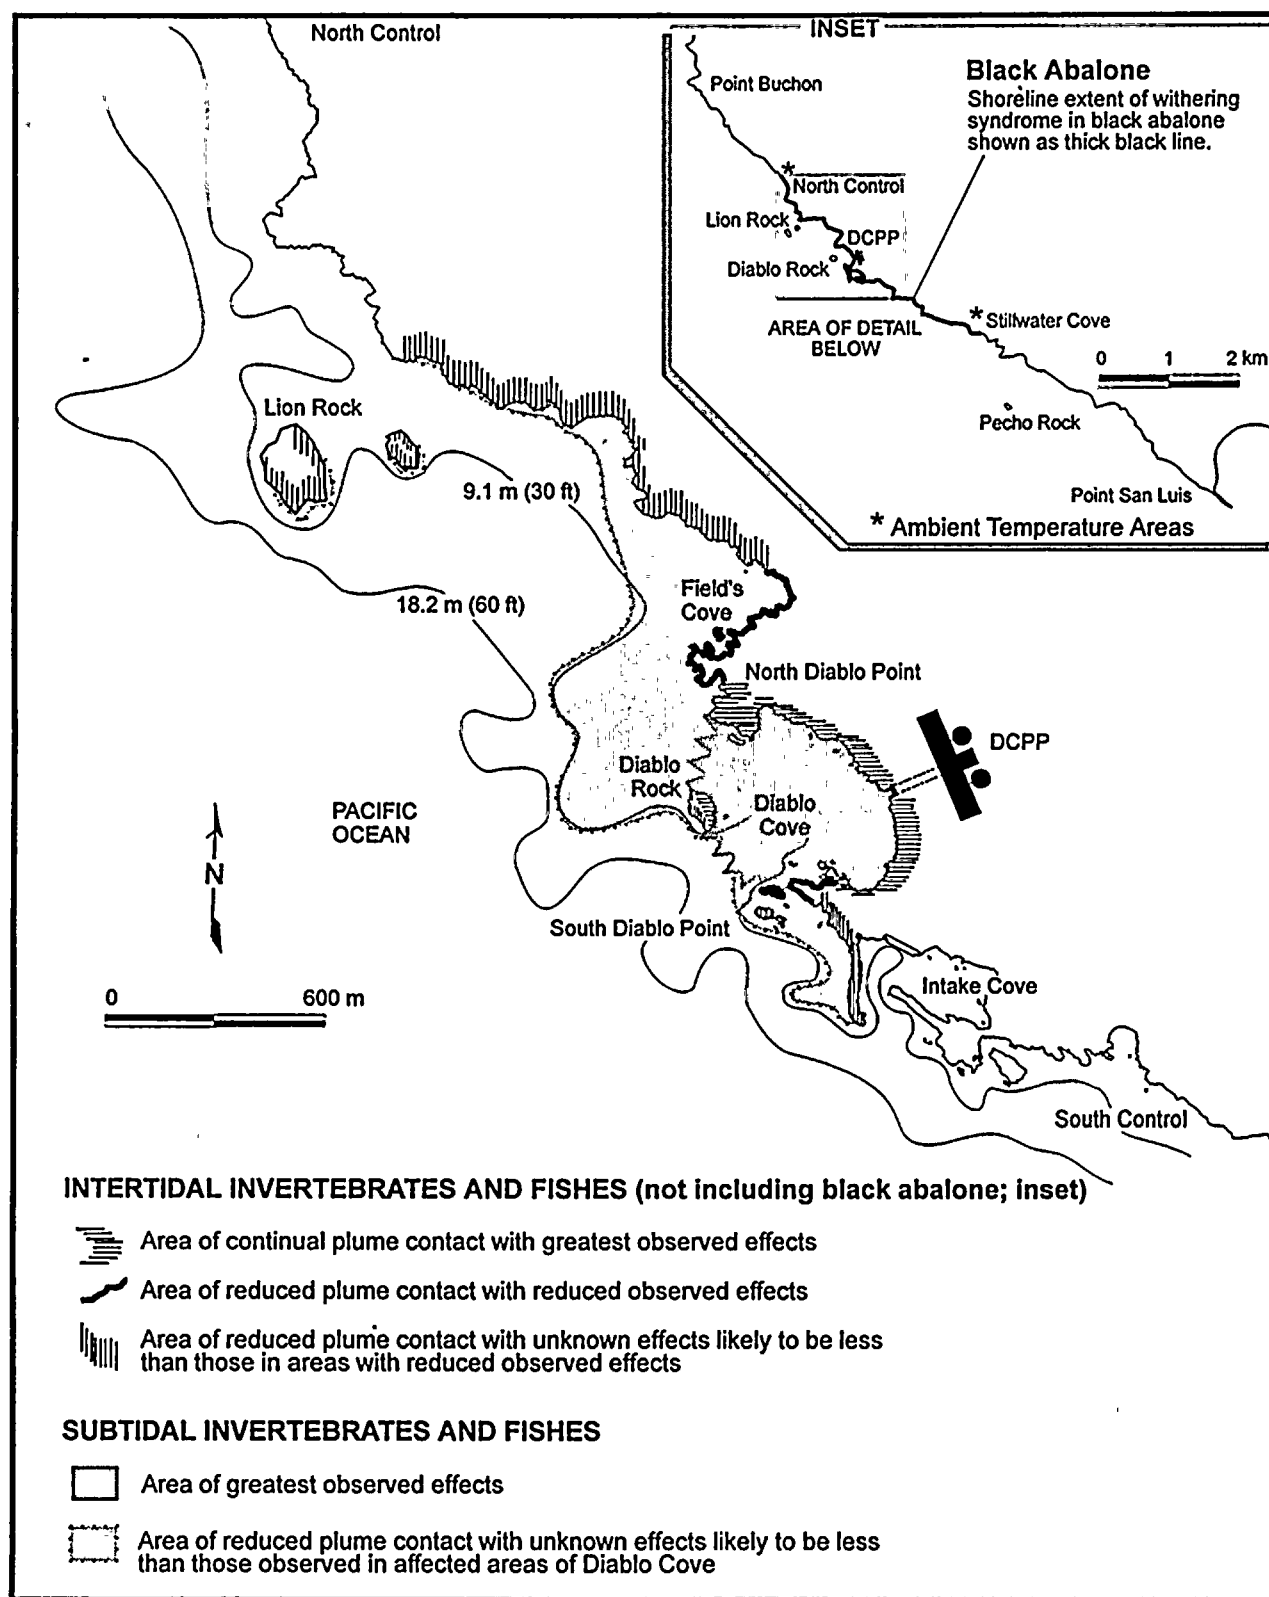 North Control
INSET
Point Buchon
Black Abalone
Shoreline extent of withering
syndrome in black abalone
shown as thick black line.
*
North Control
Lion Rock
DCPP
*
Diablo Rock
AREA OF DETAIL
BELOW
* Stillwater Cove
0 1 2 km
Pecho Rock
Point San Luis
* Ambient Temperature Areas
Lion Rock
9.1 m (30 ft)
18.2 m (60 ft)
Field's
Cove
North Diablo Point
DCPP
Diablo
Rock
Diablo
Cove
PACIFIC
OCEAN
N
South Diablo Point
Intake Cove
0 600 m
South Control
INTERTIDAL INVERTEBRATES AND FISHES (not including black abalone; inset)
Area of continual plume contact with greatest observed effects
Area of reduced plume contact with reduced observed effects
Area of reduced plume contact with unknown effects likely to be less
than those in areas with reduced observed effects
SUBTIDAL INVERTEBRATES AND FISHES
Area of greatest observed effects
Area of reduced plume contact with unknown effects likely to be less
than those observed in affected areas of Diablo Cove